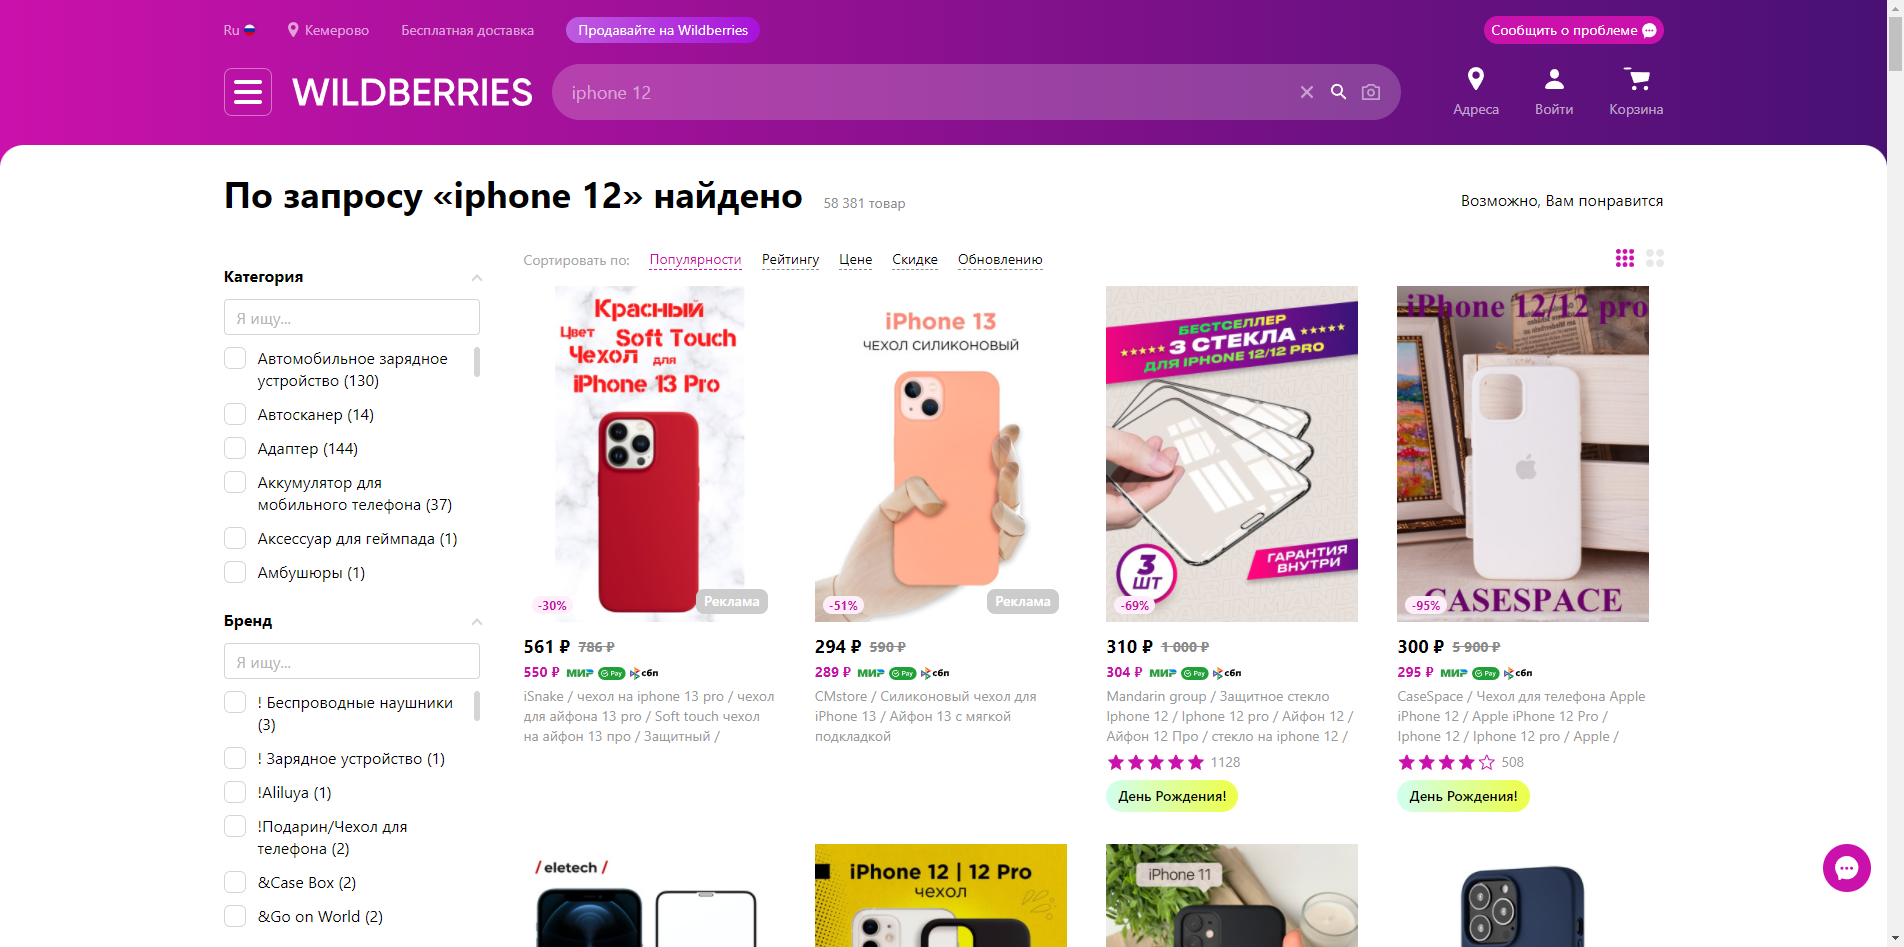 Ru
Кемерово
Бесплатная доставка
Продавайте на Wildberries
Сообщить о проблеме
WILDBERRIES
iphone 12
Адреса
Войти
Корзина
По запросу «iphone 12» найдено
58 381 товар
Возможно, Вам понравится
Сортировать по:
Популярности
Рейтингу
Цене
Скидке
Обновлению
Категория
Я ищу...
Автомобильное зарядное
устройство (130)
Автосканер (14)
Адаптер (144)
Аккумулятор для
мобильного телефона (37)
Аксессуар для геймпада (1)
Амбушюры (1)
Бренд
Я ищу...
! Беспроводные наушники
(3)
! Зарядное устройство (1)
!Aliluya (1)
!Подарин/Чехол для
телефона (2)
&Case Box (2)
&Go on World (2)
Красный
Цвет Soft Touch
Чехол для
iPhone 13 Pro
-30%
Реклама
561 ₽ 786 ₽
550 ₽ МИР Pay сбп
iSnake / чехол на iphone 13 pro / чехол
для айфона 13 pro / Soft touch чехол
на айфон 13 про / Защитный /
iPhone 13
ЧЕХОЛ СИЛИКОНОВЫЙ
-51%
Реклама
294 ₽ 590 ₽
289 ₽ МИР Pay сбп
CMstore / Силиконовый чехол для
iPhone 13 / Айфон 13 с мягкой
подкладкой
БЕСТСЕЛЛЕР
3 СТЕКЛА
ДЛЯ IPHONE 12/12 PRO
3
ШТ
ГАРАНТИЯ
ВНУТРИ
-69%
310 ₽ 1 000 ₽
304 ₽ МИР Pay сбп
Mandarin group / Защитное стекло
Iphone 12 / Iphone 12 pro / Айфон 12 /
Айфон 12 Про / стекло на iphone 12 /
1128
День Рождения!
iPhone 12/12 pro
CASESPACE
-95%
300 ₽ 5 900 ₽
295 ₽ МИР Pay сбп
CaseSpace / Чехол для телефона Apple
iPhone 12 / Apple iPhone 12 Pro /
Iphone 12 / Iphone 12 pro / Apple /
508
День Рождения!
/ eletech /
iPhone 12 | 12 Pro
чехол
iPhone 11